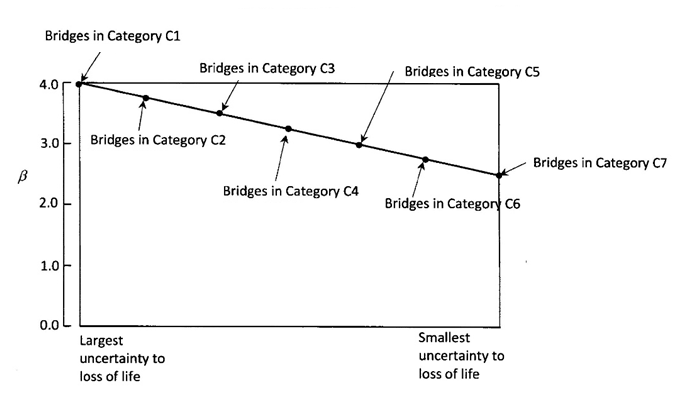 Bridges in Category C1
Bridges in Category C3
Bridges in Category C5
4.0
Bridges in Category C2
3.0
Bridges in Category C7
β
Bridges in Category C4
2.0
Bridges in Category C6
1.0
0.0
Largest
uncertainty to
loss of life
Smallest
uncertainty to
loss of life